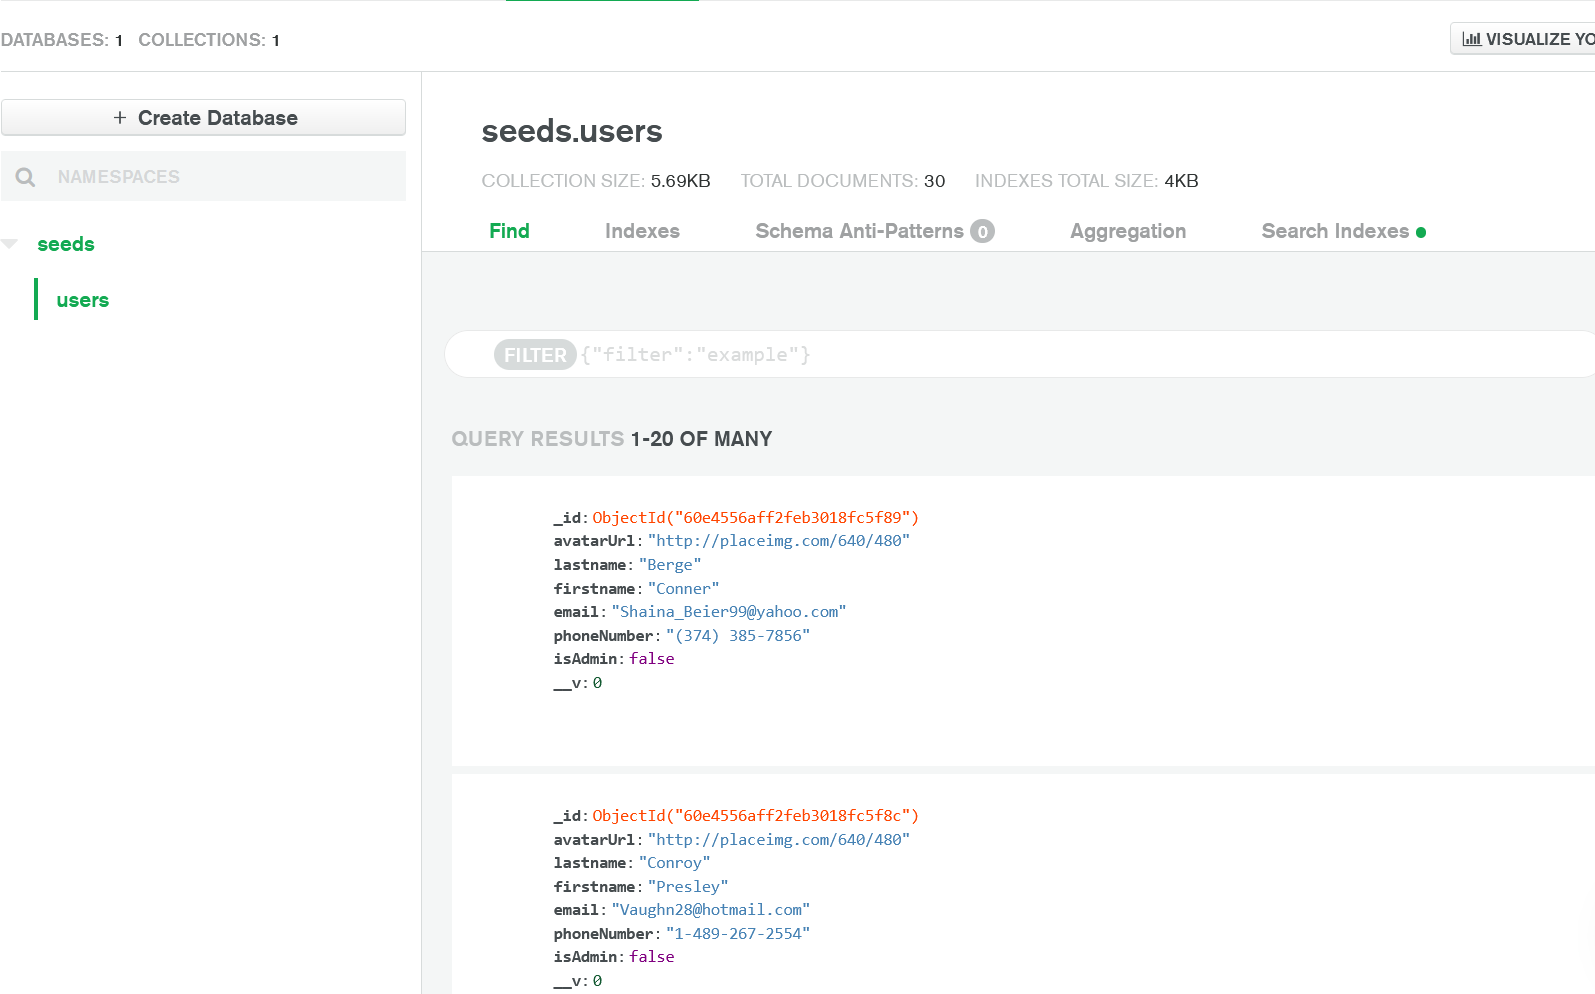 DATABASES: 1 COLLECTIONS: 1
VISUALIZE YO
+ Create Database
NAMESPACES
seeds
users
seeds.users
COLLECTION SIZE: 5.69KB TOTAL DOCUMENTS: 30 INDEXES TOTAL SIZE: 4KB
Find Indexes Schema Anti-Patterns 0 Aggregation Search Indexes
FILTER {"filter":"example"}
QUERY RESULTS 1-20 OF MANY
_id: ObjectId("60e4556aff2feb3018fc5f89")
avatarUrl: "http://placeimg.com/640/480"
lastname: "Berge"
firstname: "Conner"
email: "Shaina_Beier99@yahoo.com"
phoneNumber: "(374) 385-7856"
isAdmin: false
__v: 0
_id: ObjectId("60e4556aff2feb3018fc5f8c")
avatarUrl: "http://placeimg.com/640/480"
lastname: "Conroy"
firstname: "Presley"
email: "Vaughn28@hotmail.com"
phoneNumber: "1-489-267-2554"
isAdmin: false
__v: 0